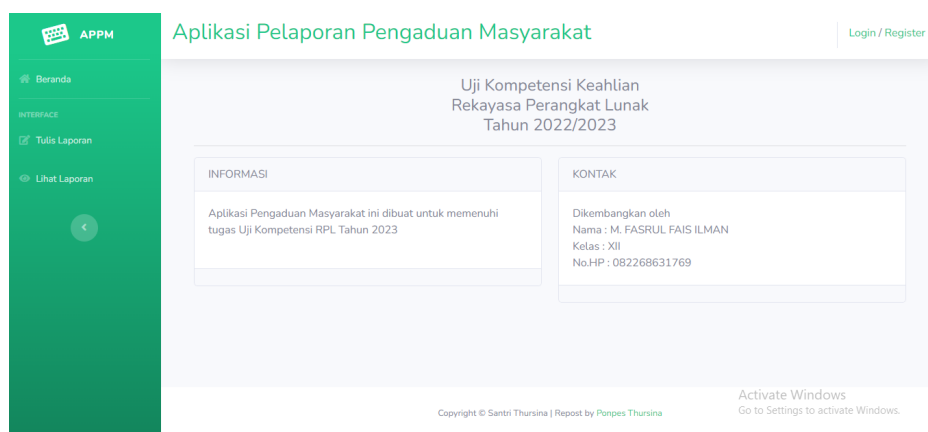 APPM
Aplikasi Pelaporan Pengaduan Masyarakat
Login / Register
Beranda
INTERFACE
Tulis Laporan
Lihat Laporan
Uji Kompetensi Keahlian
Rekayasa Perangkat Lunak
Tahun 2022/2023
INFORMASI
Aplikasi Pengaduan Masyarakat ini dibuat untuk memenuhi
tugas Uji Kompetensi RPL Tahun 2023
KONTAK
Dikembangkan oleh
Nama : M. FASRUL FAIS ILMAN
Kelas : XII
No.HP : 082268631769
Copyright © Santri Thursina | Repost by Ponpes Thursina
Activate Windows
Go to Settings to activate Windows.